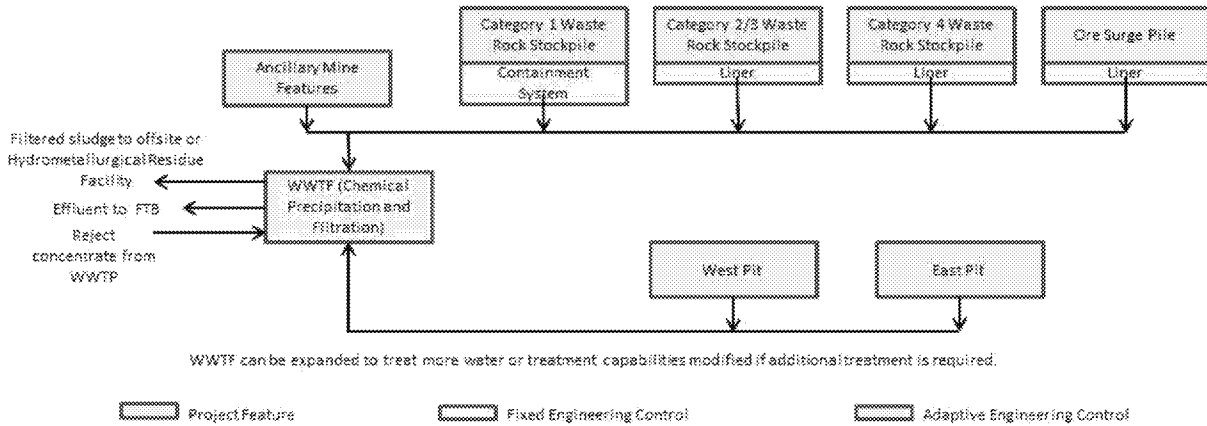 Category 1 Waste
Rock Stockpile
Containment
System
Category 2/3 Waste
Rock Stockpile
Liner
Category 4 Waste
Rock Stockpile
Liner
Ore Surge Pile
Liner
Ancillary Mine
Features
Filtered sludge to offsite or
Hydrometallurgical Residue
Facility
Effluent to FTB
Reject
concentrate from
WWTP
WWTF (Chemical
Precipitation and
Filtration)
West Pit
East Pit
WWTF can be expanded to treat more water or treatment capabilities modified if additional treatment is required.
Project Feature
Fixed Engineering Control
Adaptive Engineering Control